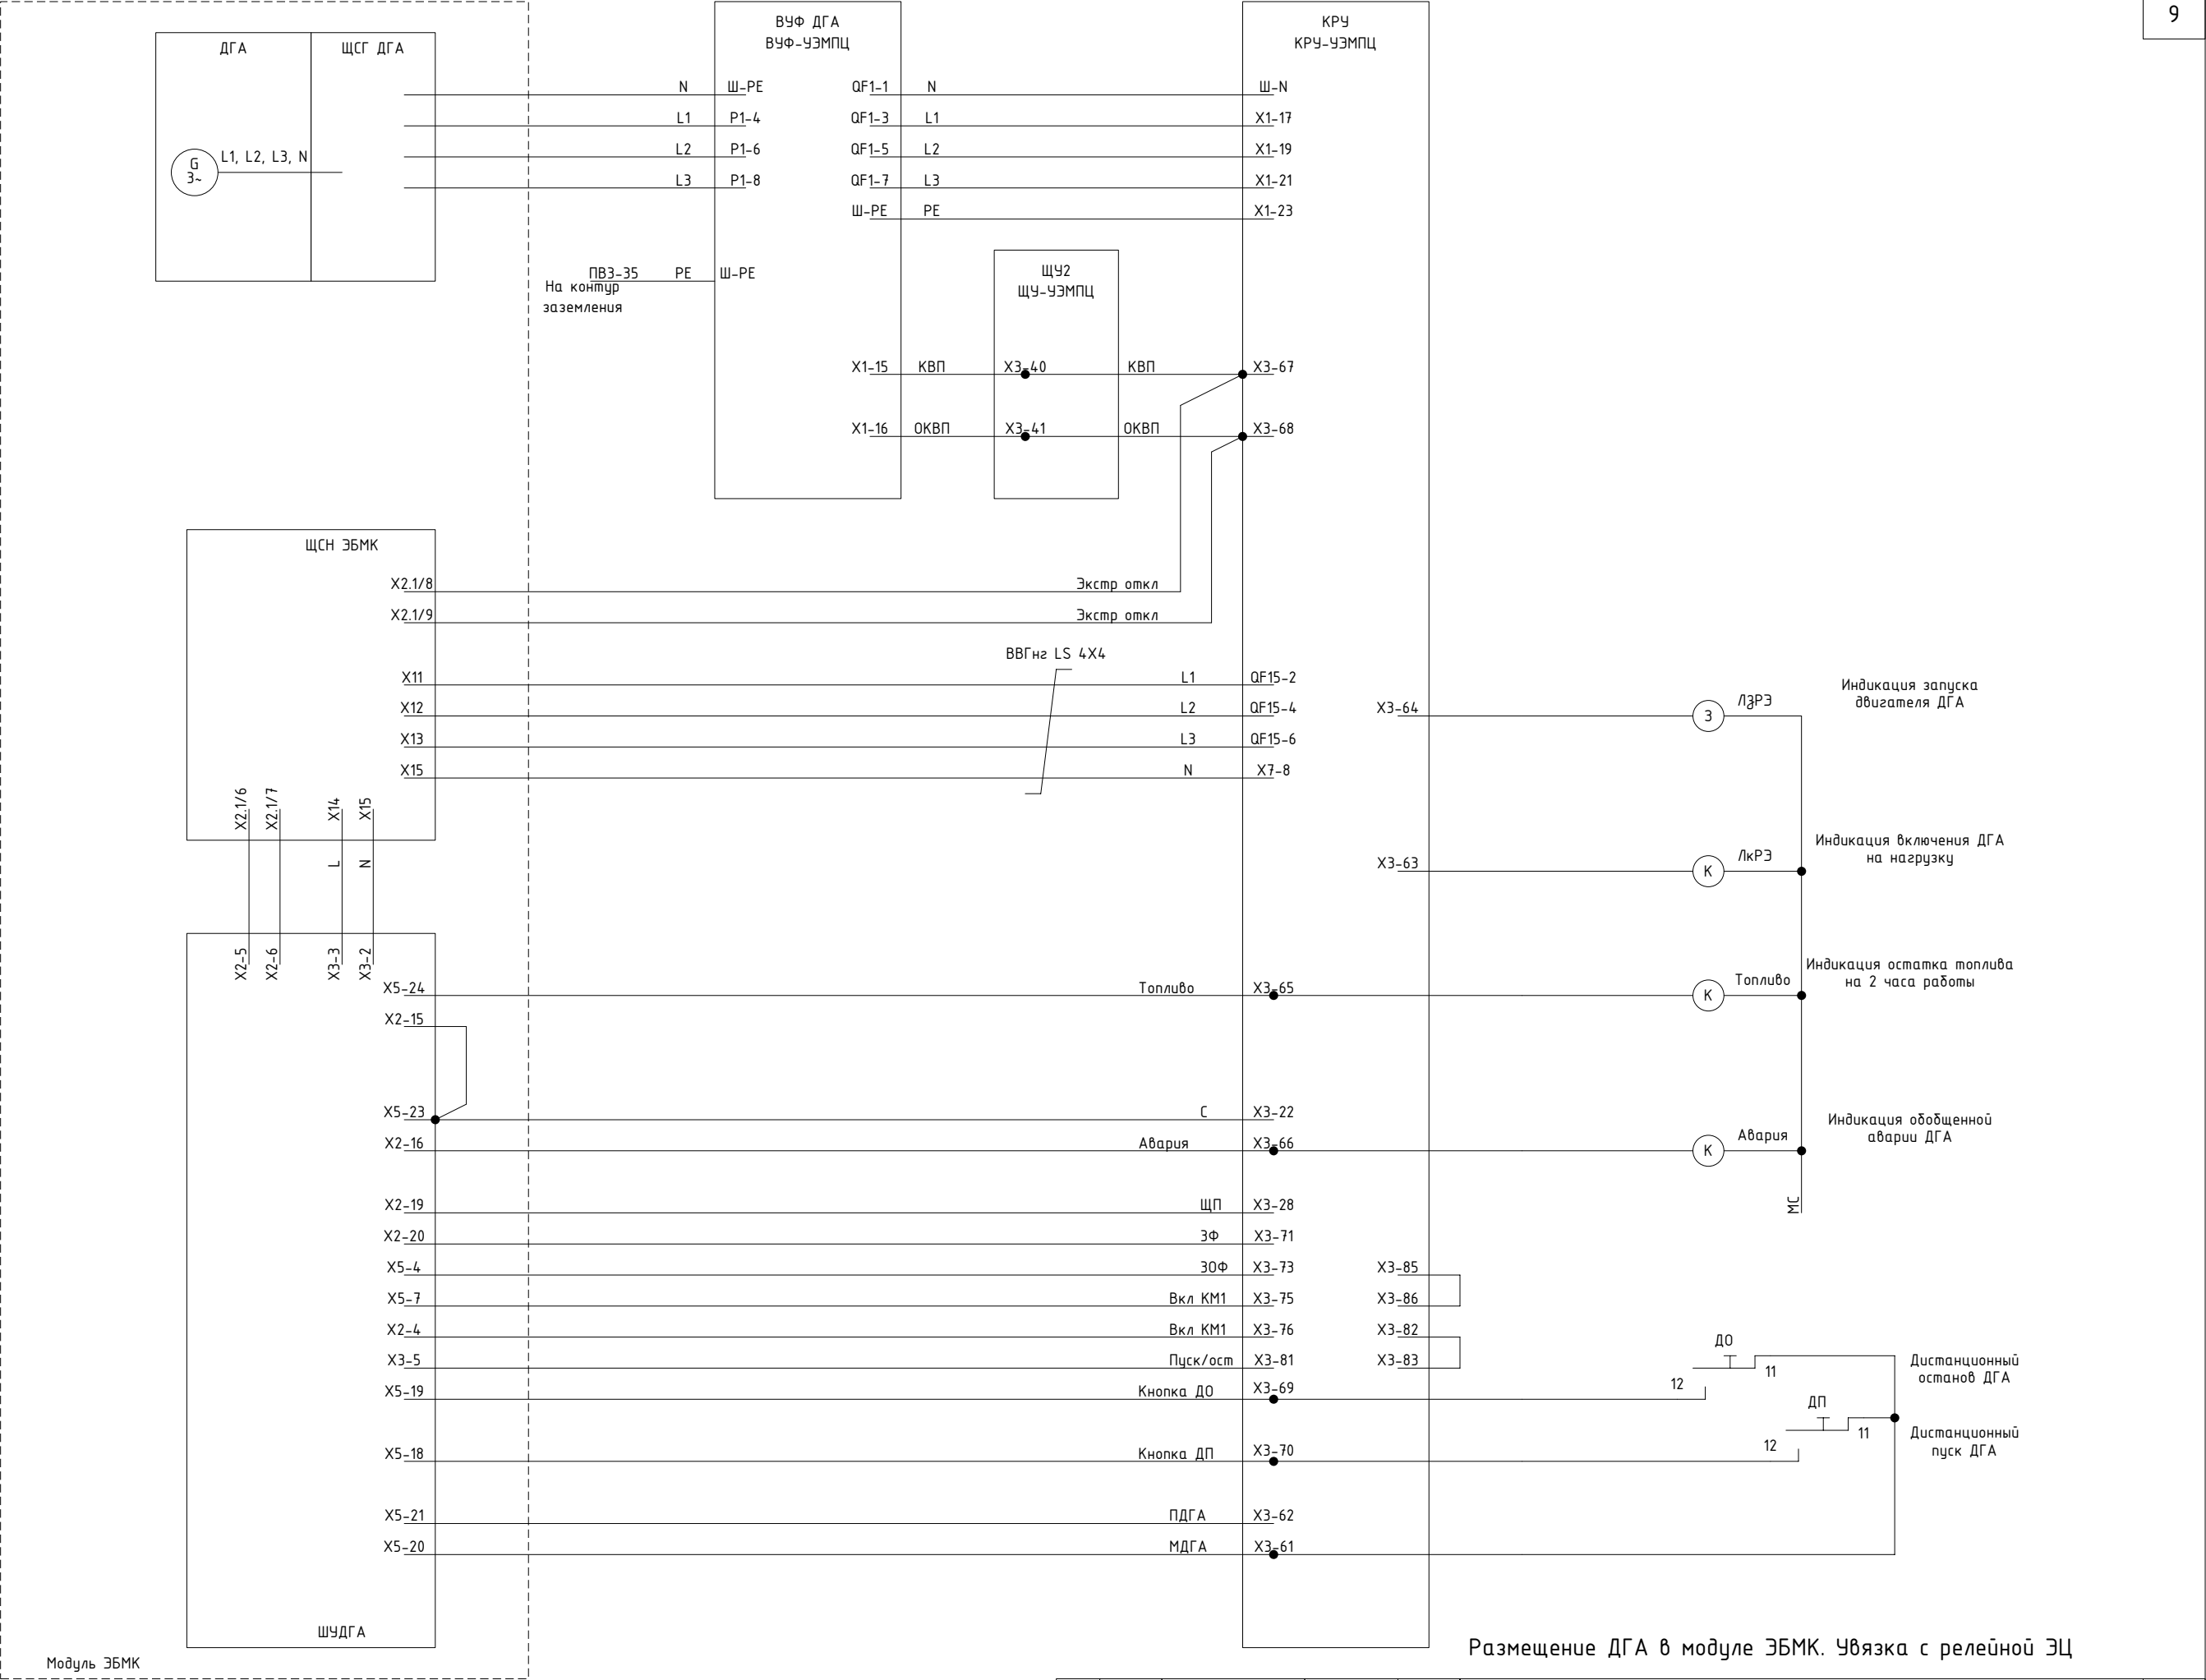 9
ДГА
ЩСГ ДГА
G
3~
L1, L2, L3, N
ВУФ ДГА
ВУФ-УЭМПЦ
КРУ
КРУ-УЭМПЦ
N Ш-РЕ QF1-1 N Ш-N
L1 P1-4 QF1-3 L1 X1-17
L2 P1-6 QF1-5 L2 X1-19
L3 P1-8 QF1-7 L3 X1-21
Ш-РЕ РЕ X1-23
ПВ3-35 РЕ Ш-РЕ
На контур
заземления
ЩУ2
ЩУ-УЭМПЦ
X1-15 КВП X3-40 КВП X3-67
X1-16 ОКВП X3-41 ОКВП X3-68
ЩСН ЭБМК
X2.1/8 Экстр откл
X2.1/9 Экстр откл
ВВГнг LS 4X4
X11 L1 QF15-2
X12 L2 QF15-4
X13 L3 QF15-6
X15 N X7-8
X2.1/6
X2.1/7
X14
X15
L
N
X2-5
X2-6
X3-3
X3-2
X3-64 З ЛзРЭ
Индикация запуска
двигателя ДГА
X3-63 К ЛкРЭ
Индикация включения ДГА
на нагрузку
X5-24 Топливо X3-65 К Топливо
Индикация остатка топлива
на 2 часа работы
X2-15
X5-23 С X3-22
X2-16 Авария X3-66 К Авария
Индикация обобщенной
аварии ДГА
МС
X2-19 ЩП X3-28
X2-20 ЗФ X3-71
X5-4 ЗОФ X3-73 X3-85
X5-7 Вкл КМ1 X3-75 X3-86
X2-4 Вкл КМ1 X3-76 X3-82
X3-5 Пуск/ост X3-81 X3-83
X5-19 Кнопка ДО X3-69
ДО
12
11
Дистанционный
останов ДГА
X5-18 Кнопка ДП X3-70
ДП
12
11
Дистанционный
пуск ДГА
X5-21 ПДГА X3-62
X5-20 МДГА X3-61
ШУДГА
Модуль ЭБМК
Размещение ДГА в модуле ЭБМК. Увязка с релейной ЭЦ